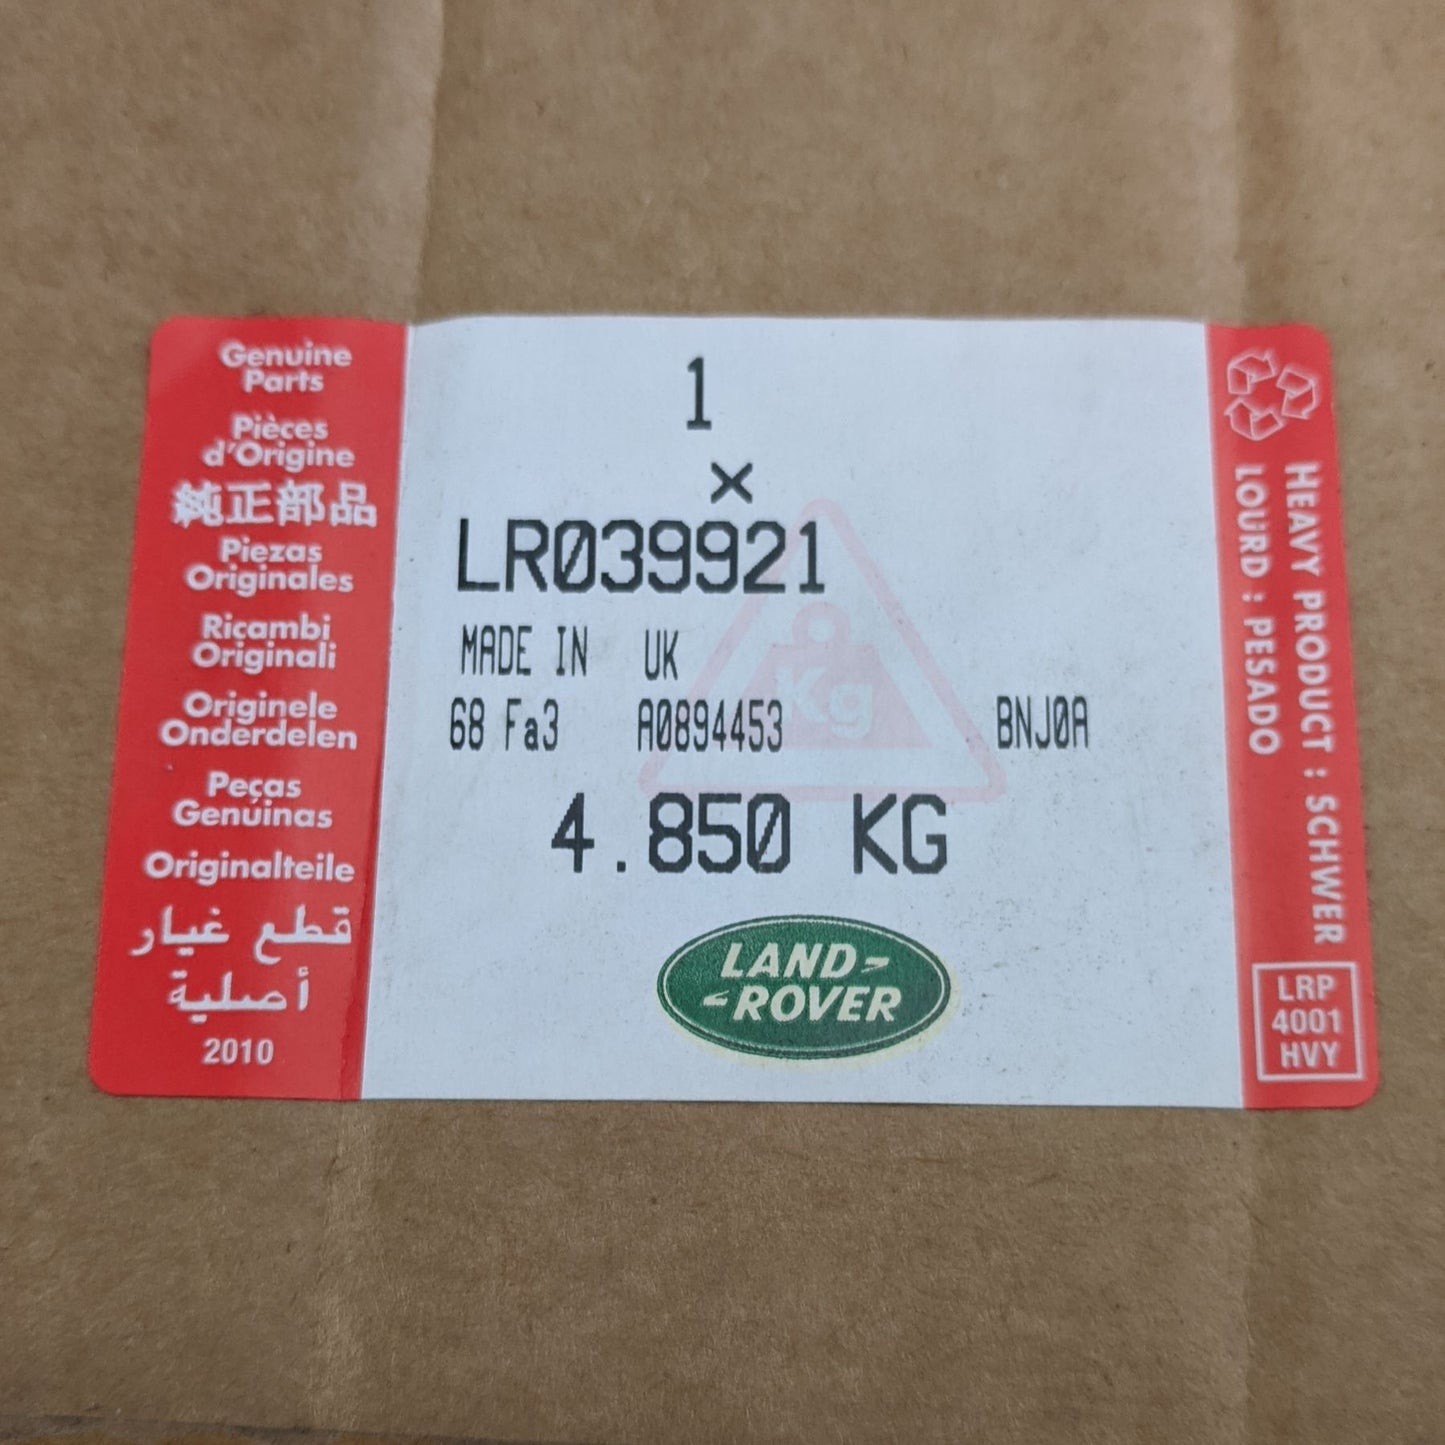 Genuine
Parts
Pièces
d'Origine
純正部品
Piezas
Originales
Ricambi
Originali
Originele
Onderdelen
Peças
Genúinas
Originalteile
قطع غيار
أصلية
2010
1
×
LR039921
MADE IN UK
68 Fa3 A0894453 BNJ0A
Kg
4.850 KG
LAND-
-ROVER
HEAVY PRODUCT : SCHWER
LOURD : PESADO
LRP
4001
HVY